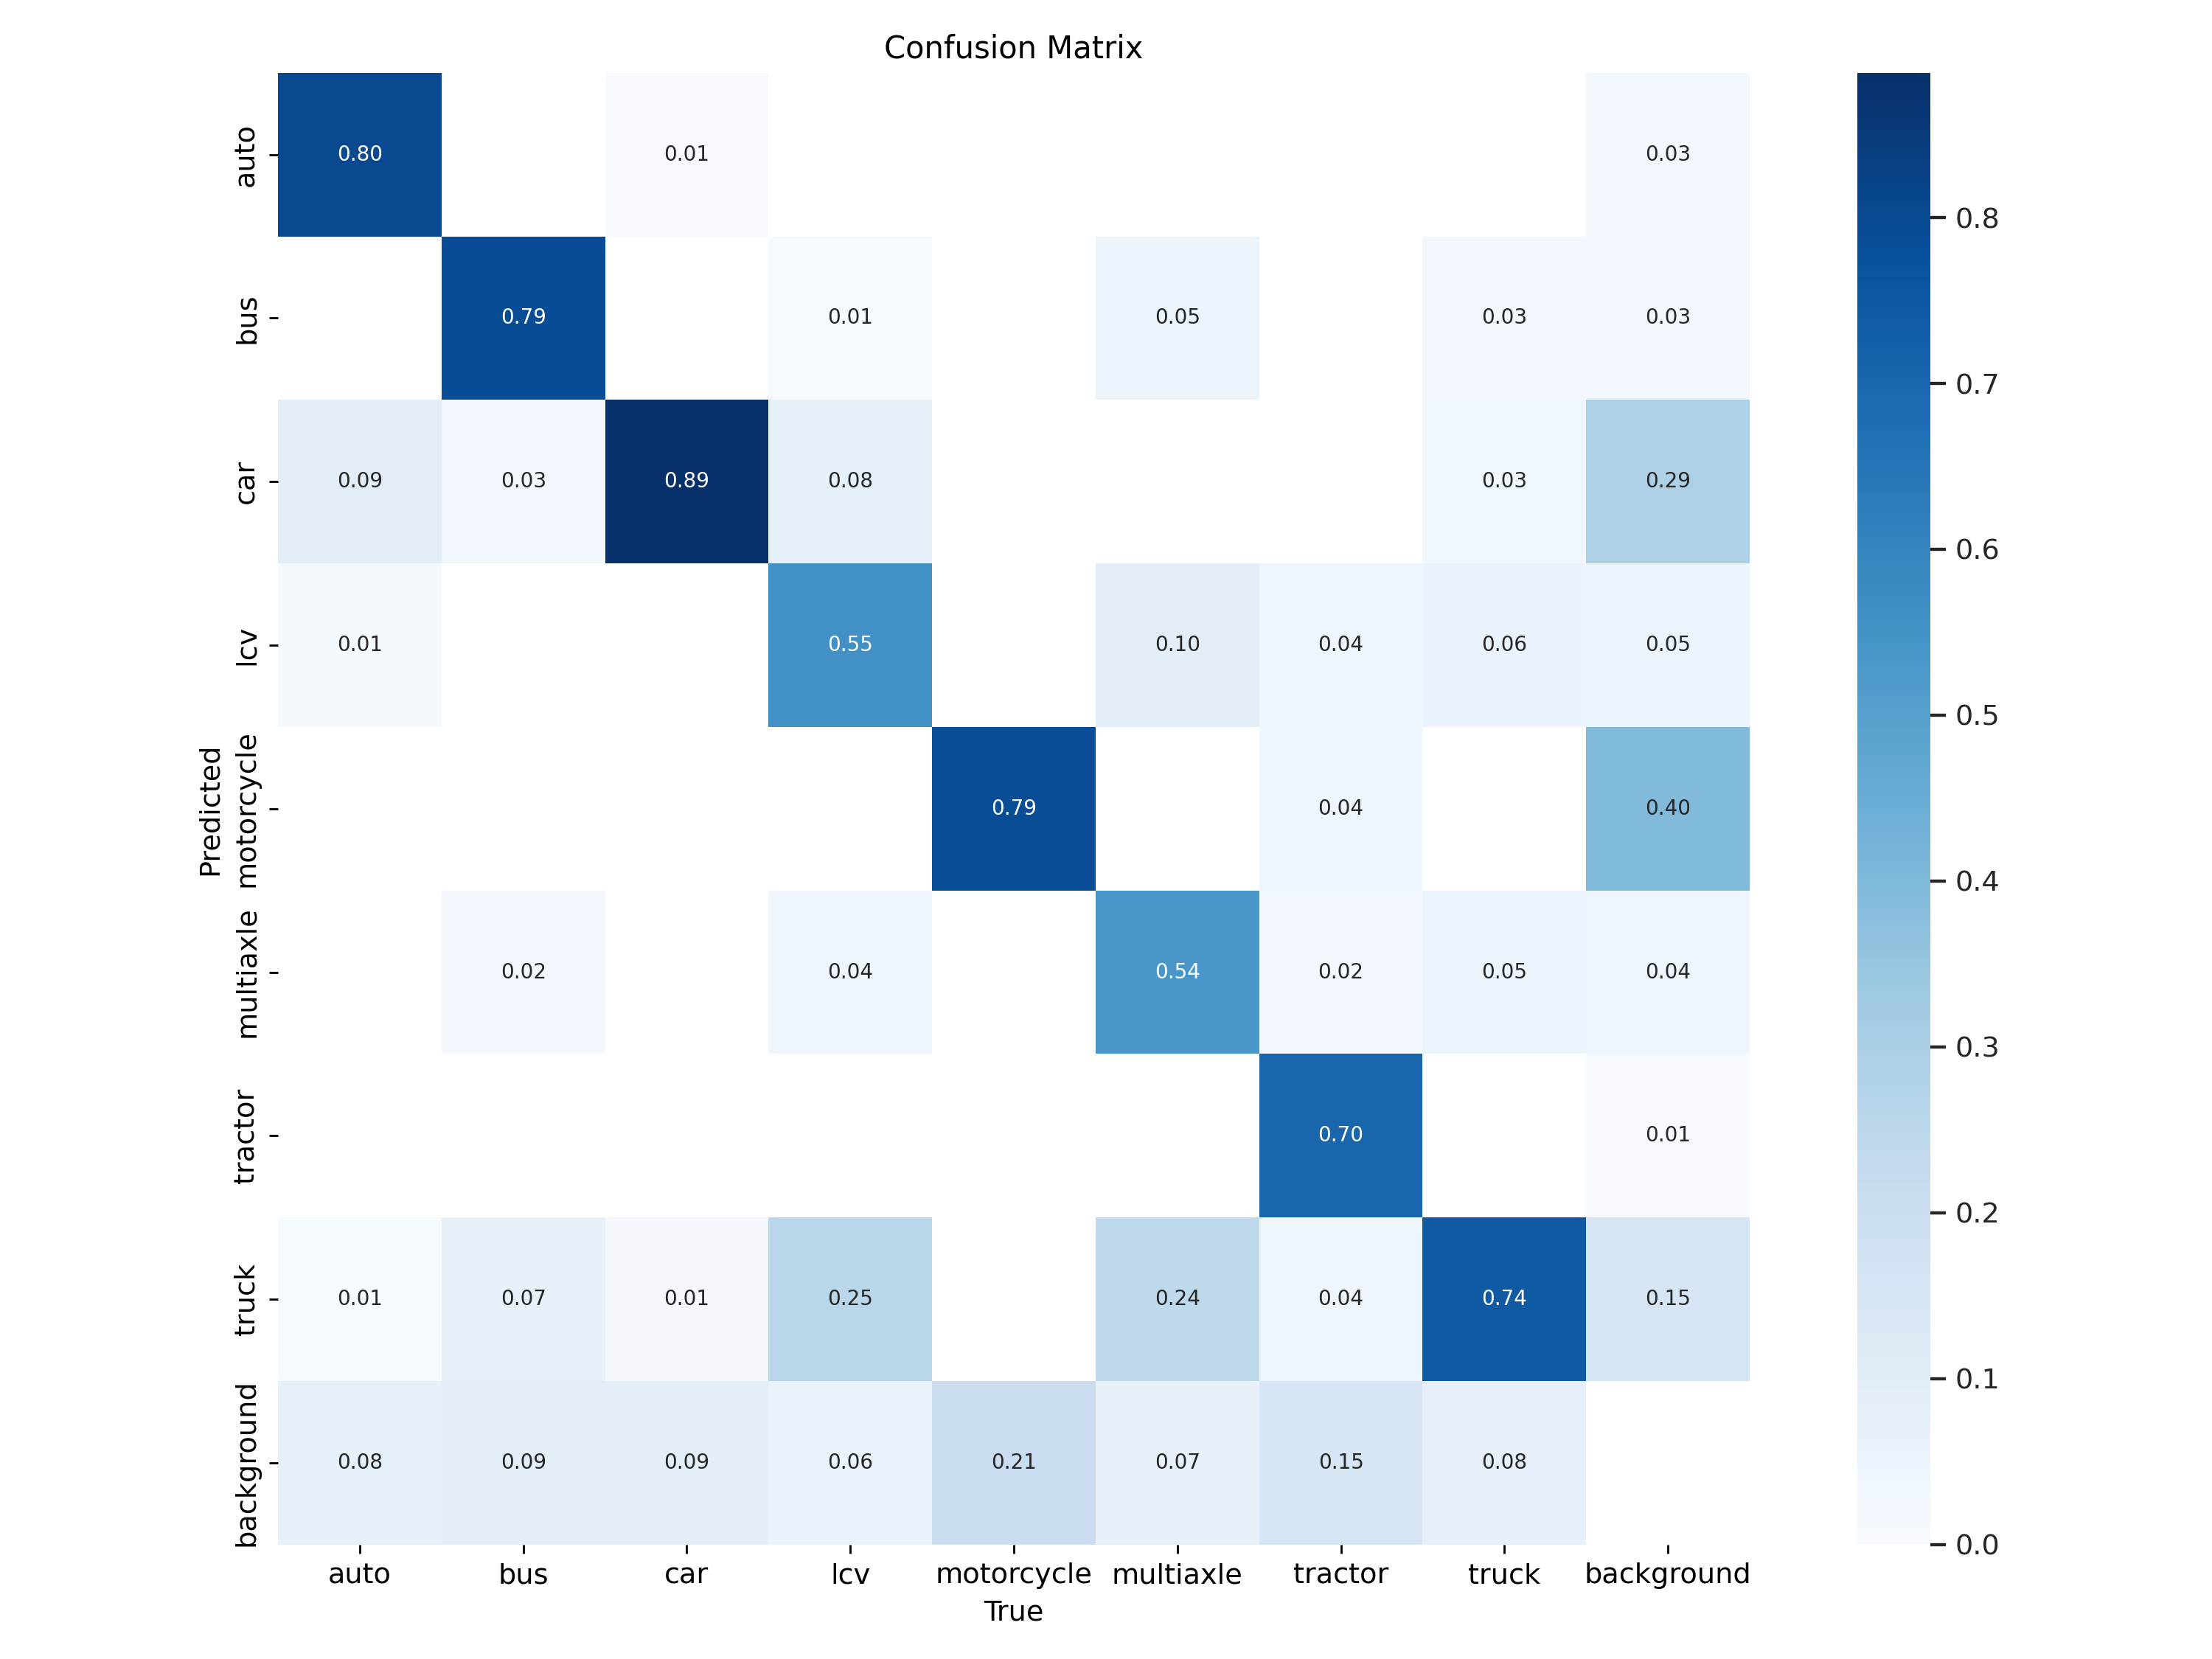 Confusion Matrix
auto 0.80 0.01 0.03
bus 0.79 0.01 0.05 0.03 0.03
car 0.09 0.03 0.89 0.08 0.03 0.29
lcv 0.01 0.55 0.10 0.04 0.06 0.05
motorcycle 0.79 0.04 0.40
multiaxle 0.02 0.04 0.54 0.02 0.05 0.04
tractor 0.70 0.01
truck 0.01 0.07 0.01 0.25 0.24 0.04 0.74 0.15
background 0.08 0.09 0.09 0.06 0.21 0.07 0.15 0.08
Predicted
auto bus car lcv motorcycle multiaxle tractor truck background
True
0.8
0.7
0.6
0.5
0.4
0.3
0.2
0.1
0.0